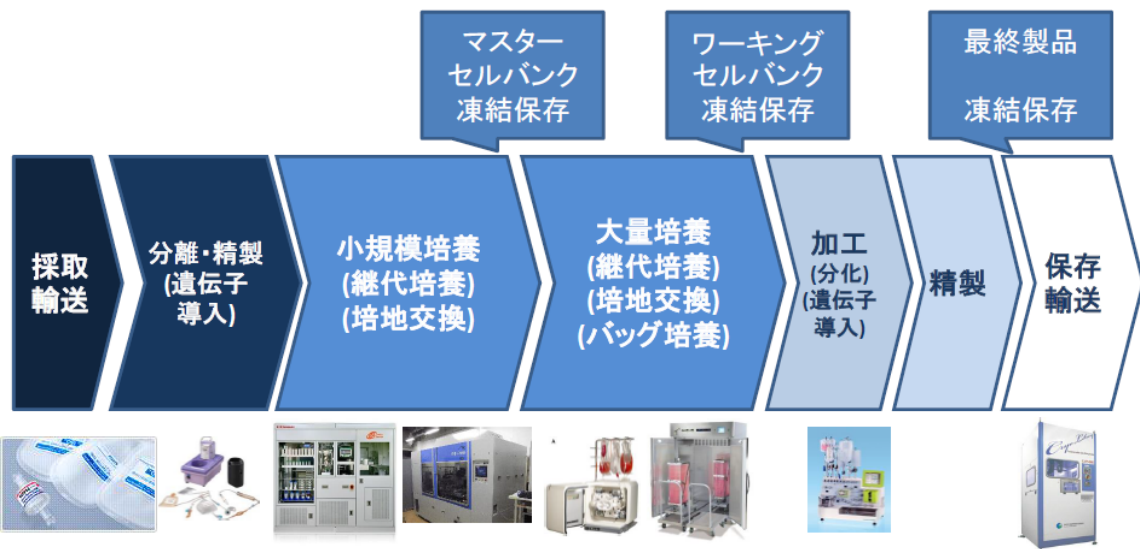 マスター
セルバンク
凍結保存
ワーキング
セルバンク
凍結保存
最終製品
凍結保存
採取
輸送
分離・精製
(遺伝子
導入)
小規模培養
(継代培養)
(培地交換)
大量培養
(継代培養)
(培地交換)
(バッグ培養)
加工
(分化)
(遺伝子
導入)
精製
保存
輸送